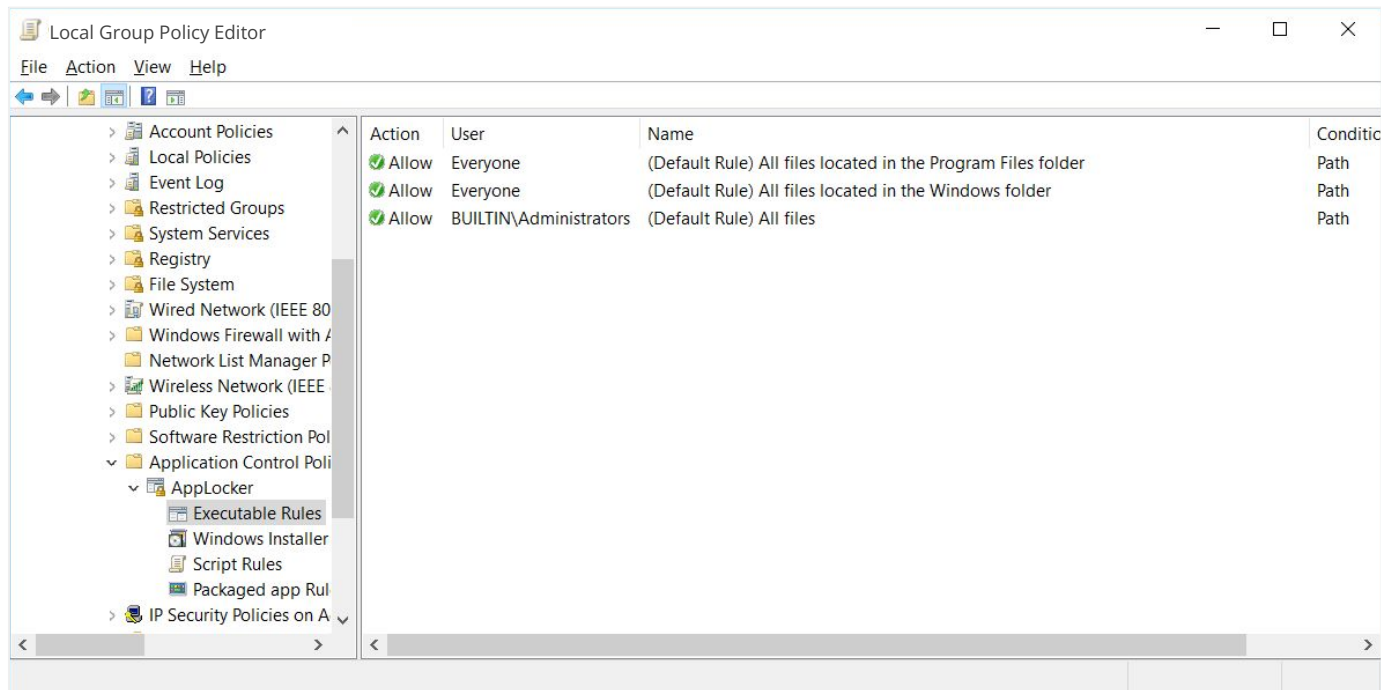 Local Group Policy Editor
File Action View Help
Account Policies
Local Policies
Event Log
Restricted Groups
System Services
Registry
File System
Wired Network (IEEE 80
Windows Firewall with A
Network List Manager P
Wireless Network (IEEE
Public Key Policies
Software Restriction Pol
Application Control Poli
AppLocker
Executable Rules
Windows Installer
Script Rules
Packaged app Rul
IP Security Policies on A
Action User Name Conditic
Allow Everyone (Default Rule) All files located in the Program Files folder Path
Allow Everyone (Default Rule) All files located in the Windows folder Path
Allow BUILTIN\Administrators (Default Rule) All files Path